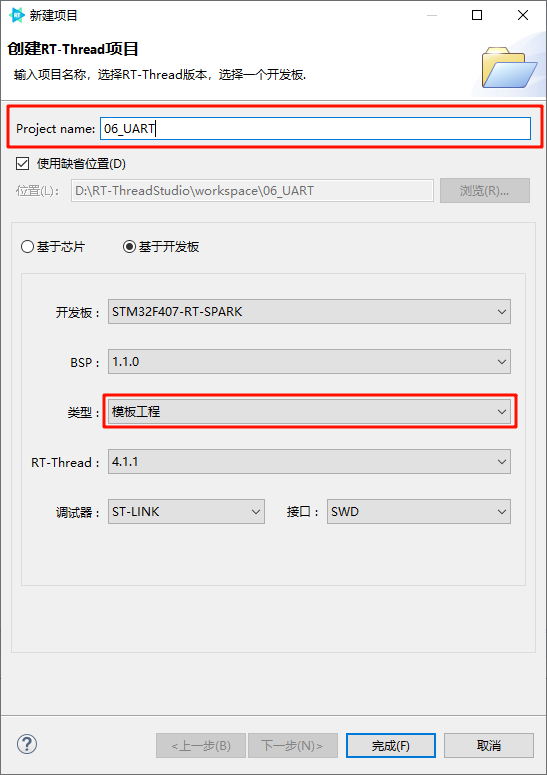 新建项目
创建RT-Thread项目
输入项目名称，选择RT-Thread版本，选择一个开发板.
Project name: 06_UART
使用缺省位置(D)
位置(L)： D:\RT-ThreadStudio\workspace\06_UART 浏览(R)...
基于芯片 基于开发板
开发板： STM32F407-RT-SPARK
BSP： 1.1.0
类型： 模板工程
RT-Thread： 4.1.1
调试器： ST-LINK 接口： SWD
<上一步(B) 下一步(N)> 完成(F) 取消